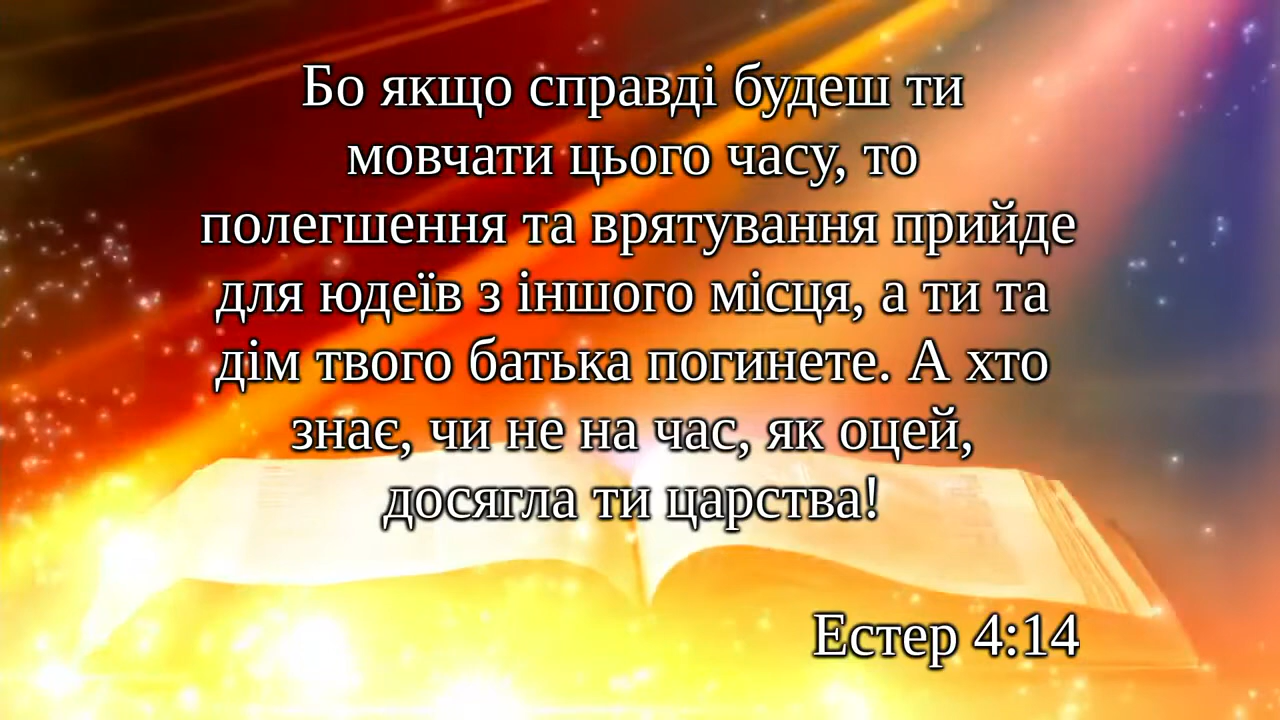 Бо якщо справді будеш ти
мовчати цього часу, то
полегшення та врятування прийде
для юдеїв з іншого місця, а ти та
дім твого батька погинете. А хто
знає, чи не на час, як оцей,
досягла ти царства!
Естер 4:14